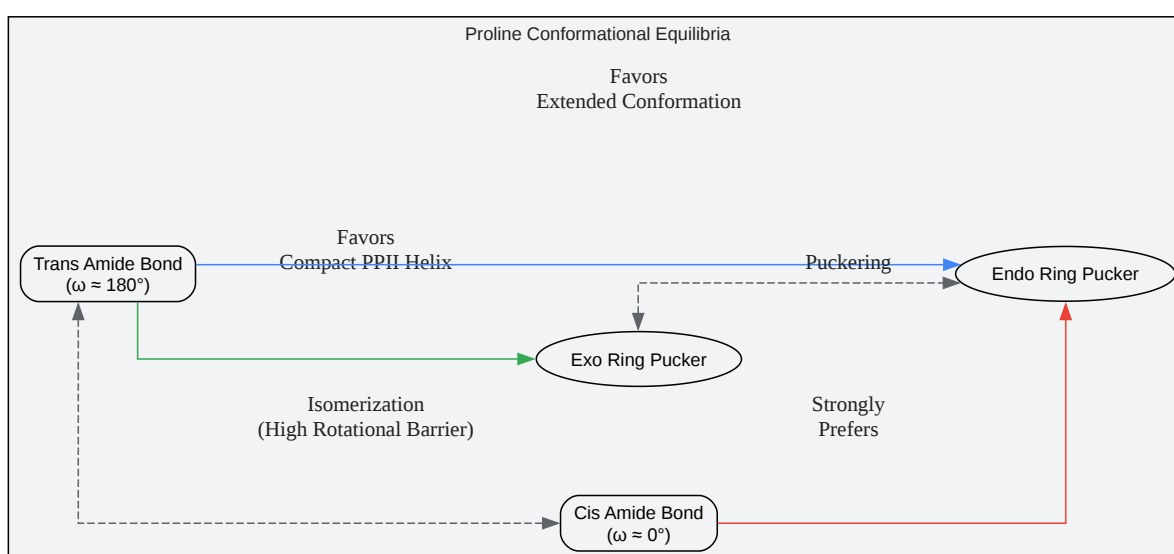 Proline Conformational Equilibria
Favors
Extended Conformation
Trans Amide Bond
(ω ≈ 180°)
Favors
Compact PPII Helix
Puckering
Endo Ring Pucker
Exo Ring Pucker
Isomerization
(High Rotational Barrier)
Strongly
Prefers
Cis Amide Bond
(ω ≈ 0°)